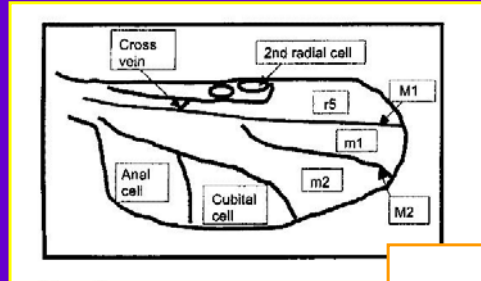 Cross
vein
2nd radial cell
r5
M1
m1
Anal
cell
m2
Cubital
cell
M2